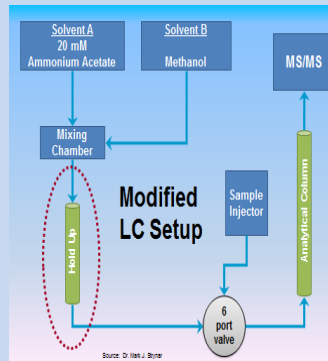 Solvent A
20 mM
Ammonium Acetate
Solvent B
Methanol
MS/MS
Mixing
Chamber
Hold Up
Modified
LC Setup
Sample
Injector
Analytical Column
6
port
valve
Source: Dr. Mark J. Strynar